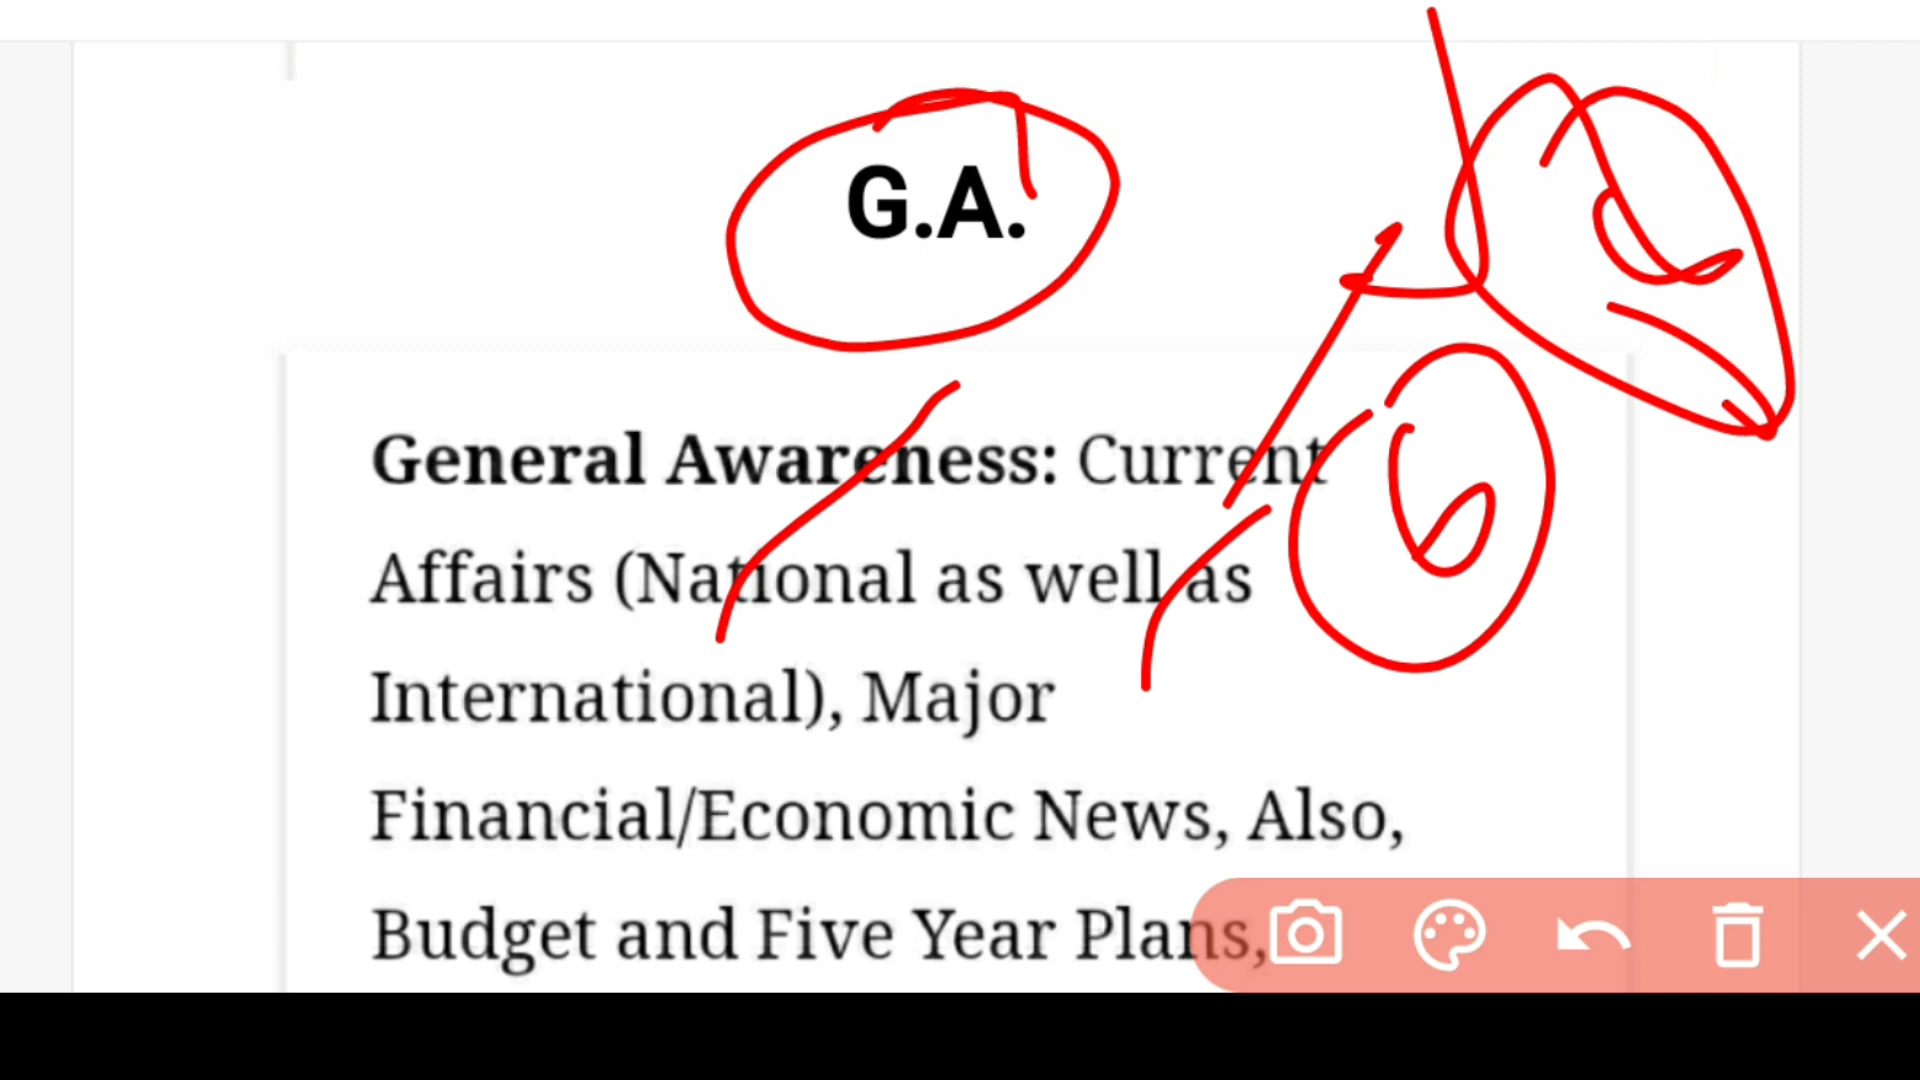 G.A.
General Awareness: Current
Affairs (National as well as
International), Major
6
Financial/Economic News, Also,
Budget and Five Year Plans,